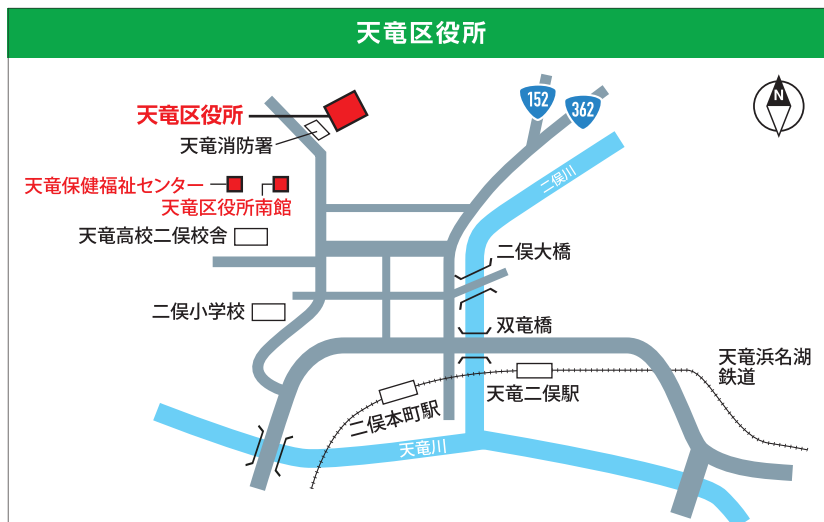 天竜区役所
152
362
N
天竜区役所
天竜消防署
二俣川
天竜保健福祉センター
天竜区役所南館
天竜高校二俣校舎
二俣大橋
二俣小学校
双竜橋
天竜浜名湖
鉄道
天竜二俣駅
二俣本町駅
天竜川